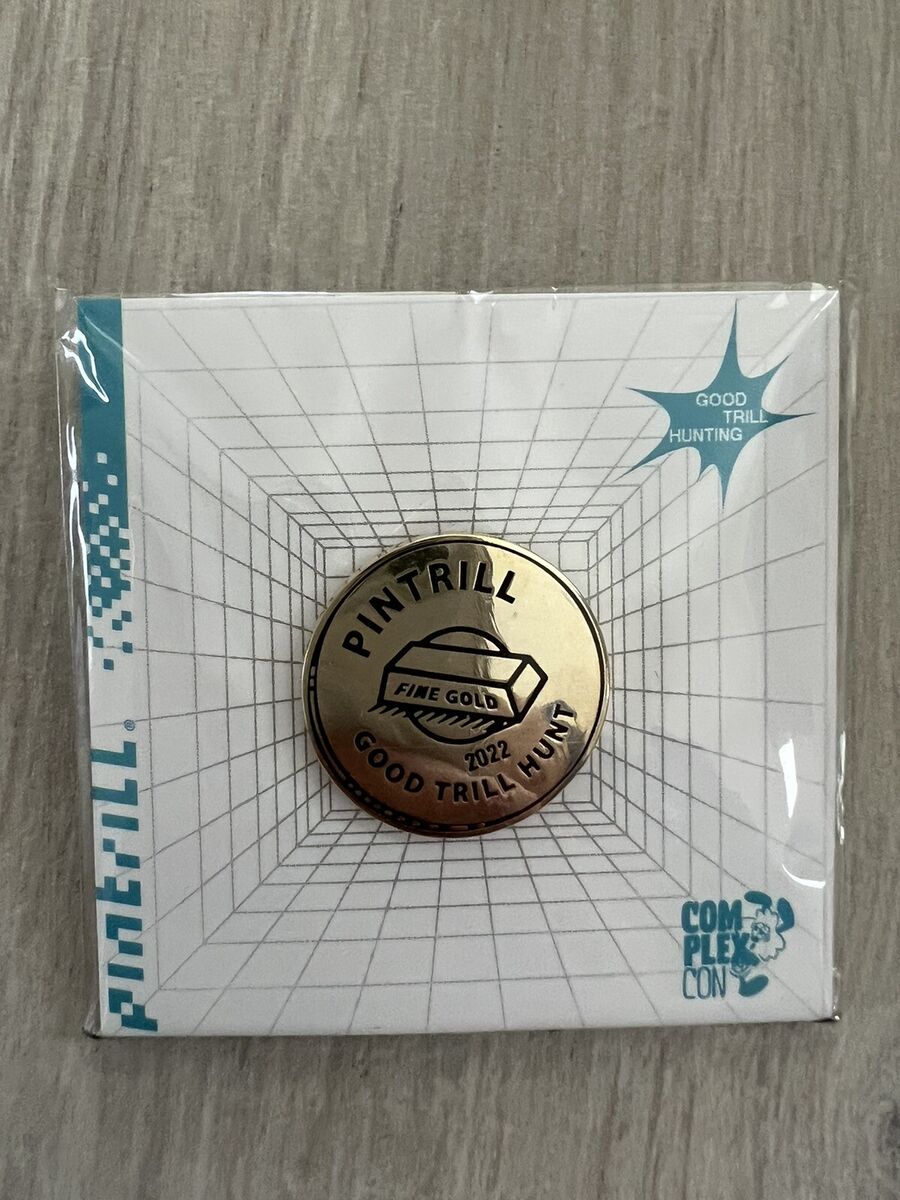 GOOD
TRILL
HUNTING
PINTRILL
FINE GOLD
2022
GOOD TRILL HUNT
pintrill®
COM
PLEX
CON